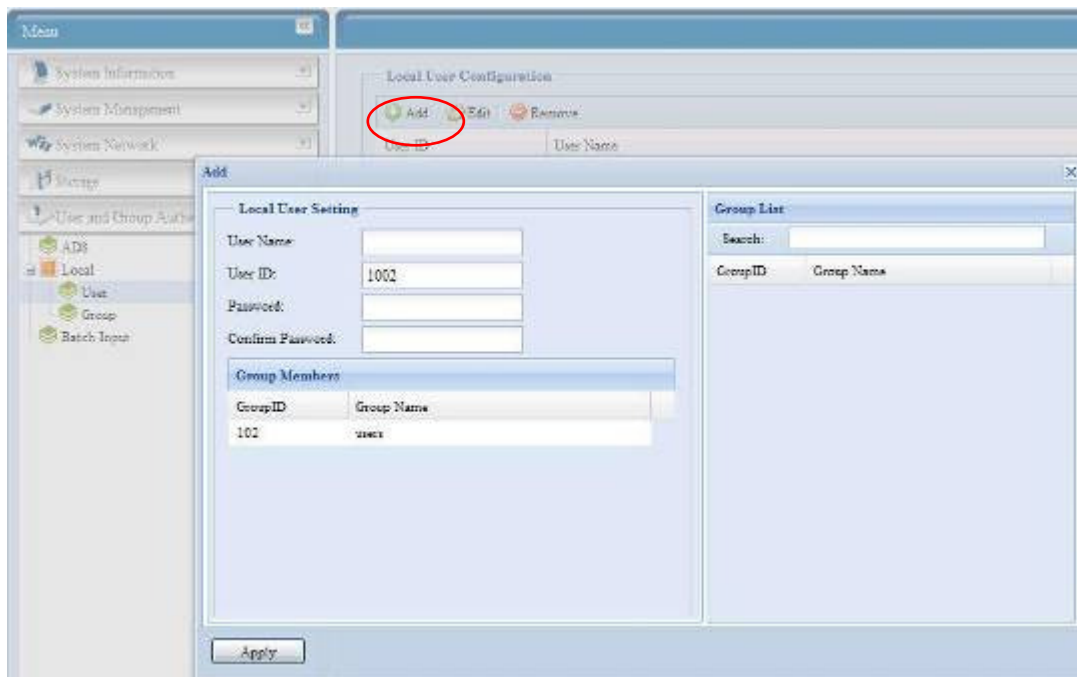 Menu
System Information
System Management
System Network
Storage
User and Group Authe
ADS
Local
User
Group
Batch Input
Local User Configuration
Add Edit Remove
User ID User Name
Add
Local User Setting
User Name:
User ID: 1002
Password:
Confirm Password:
Group Members
GroupID Group Name
102 users
Group List
Search:
GroupID Group Name
Apply